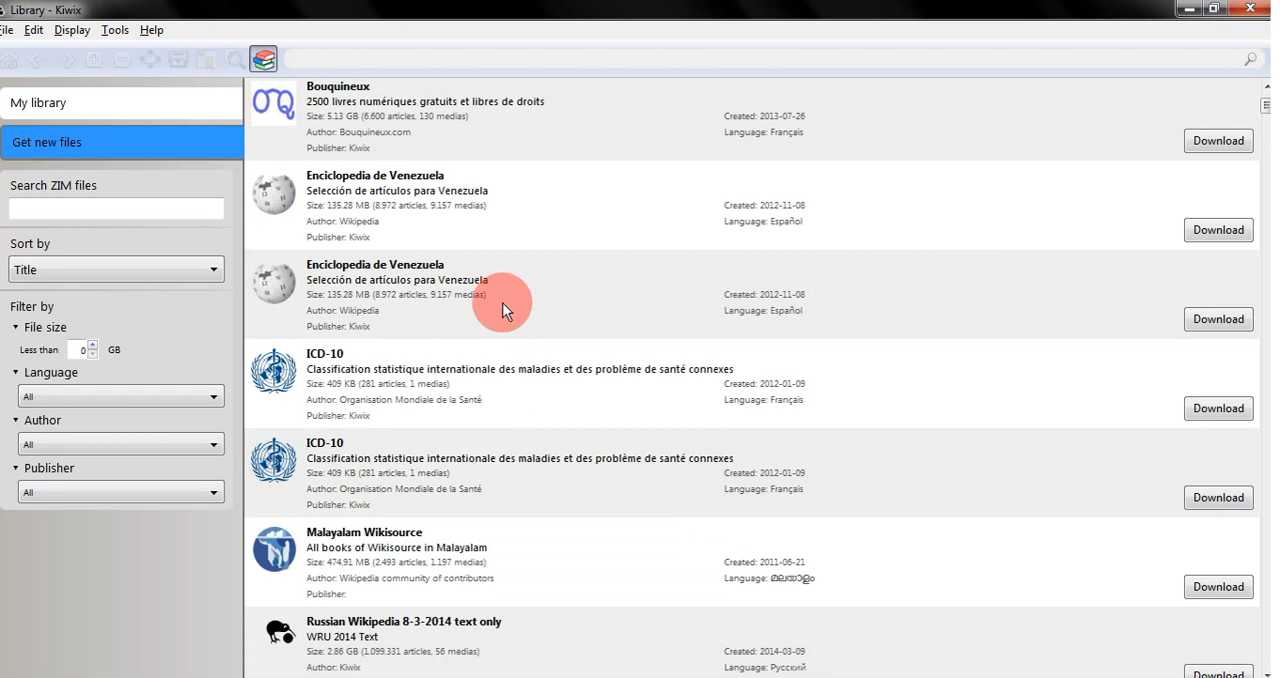 Library - Kiwix
File Edit Display Tools Help
My library
Get new files
Search ZIM files
Sort by
Title
Filter by
File size
Less than 0 GB
Language
All
Author
All
Publisher
All
Bouquineux
2500 livres numériques gratuits et libres de droits
Size: 5.13 GB (6.600 articles, 130 medias) Created: 2013-07-26
Author: Bouquineux.com Language: Français
Download
Publisher: Kiwix
Enciclopedia de Venezuela
Selección de artículos para Venezuela
Size: 135.28 MB (8.972 articles, 9.157 medias) Created: 2012-11-08
Author: Wikipedia Language: Español
Download
Publisher: Kiwix
Enciclopedia de Venezuela
Selección de artículos para Venezuela
Size: 135.28 MB (8.972 articles, 9.157 medias) Created: 2012-11-08
Author: Wikipedia Language: Español
Download
Publisher: Kiwix
ICD-10
Classification statistique internationale des maladies et des problème de santé connexes
Size: 409 KB (281 articles, 1 medias) Created: 2012-01-09
Author: Organisation Mondiale de la Santé Language: Français
Download
Publisher: Kiwix
ICD-10
Classification statistique internationale des maladies et des problème de santé connexes
Size: 409 KB (281 articles, 1 medias) Created: 2012-01-09
Author: Organisation Mondiale de la Santé Language: Français
Download
Publisher: Kiwix
Malayalam Wikisource
All books of Wikisource in Malayalam
Size: 474.91 MB (2.493 articles, 1.197 medias) Created: 2011-06-21
Author: Wikipedia community of contributors Language: മലയാളം
Download
Publisher:
Russian Wikipedia 8-3-2014 text only
WRU 2014 Text
Size: 2.86 GB (1.099.331 articles, 56 medias) Created: 2014-03-09
Author: Kiwix Language: Русский
Download